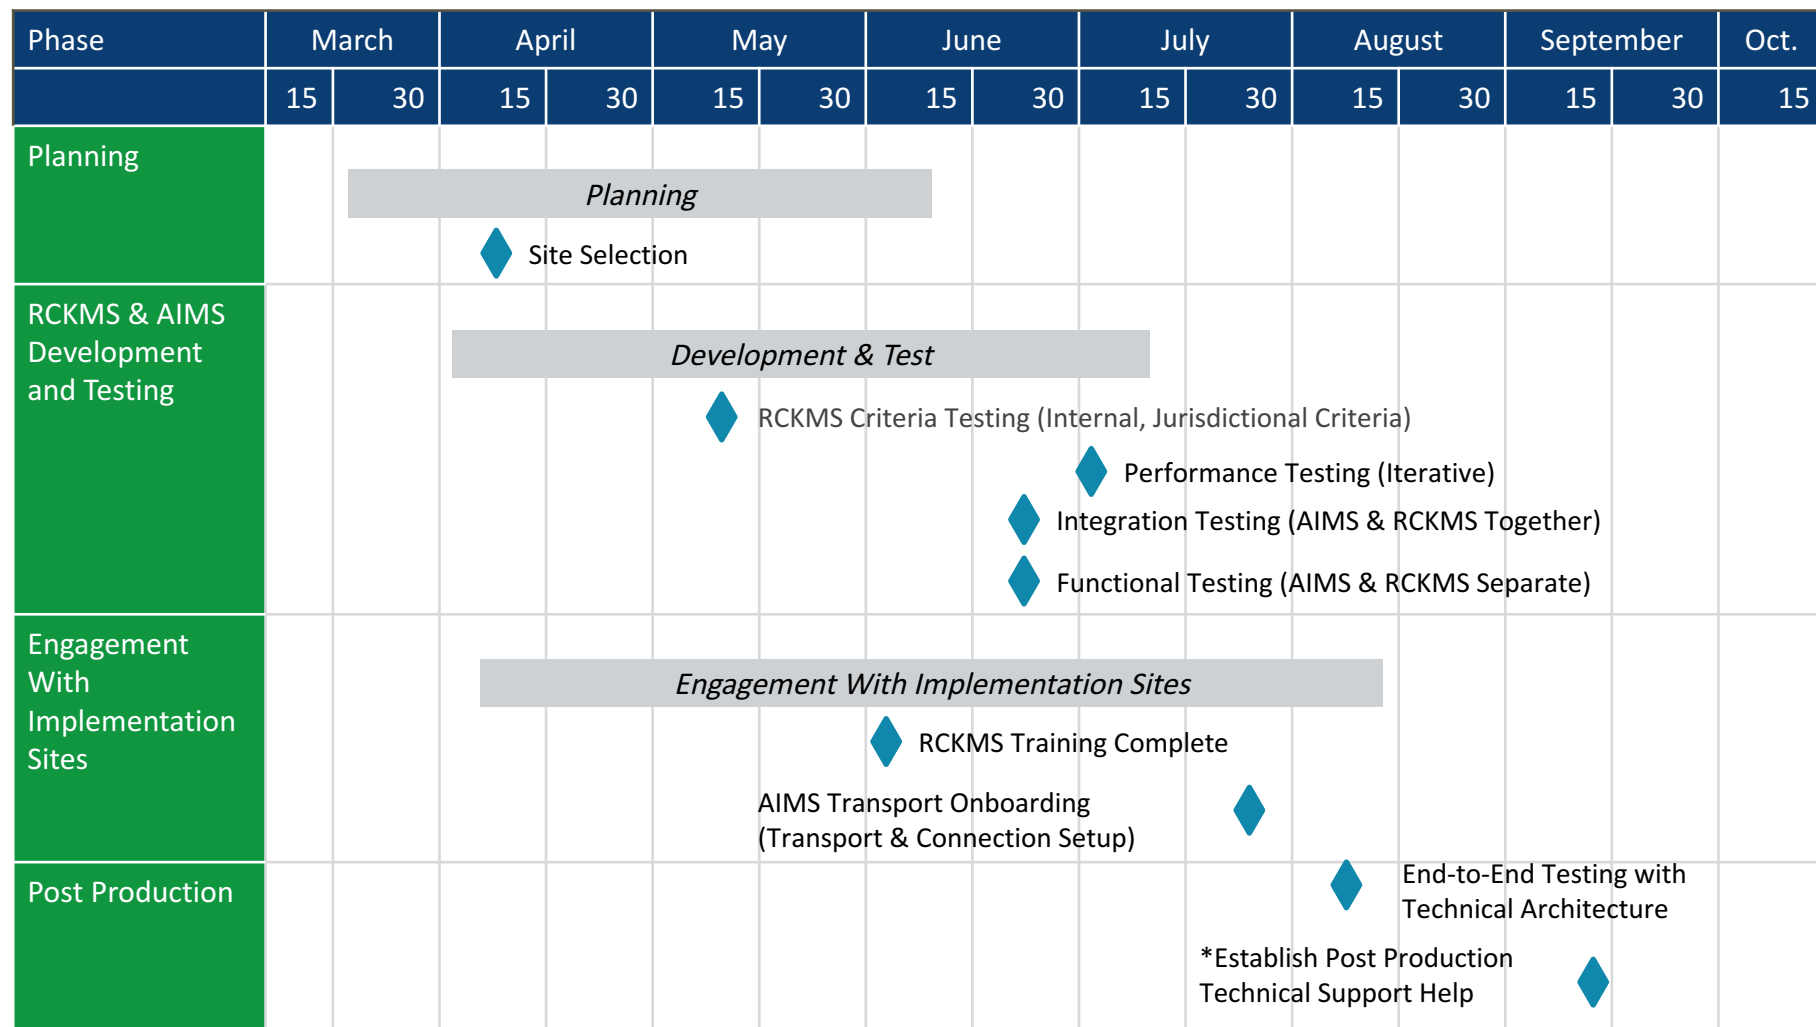 Phase March April May June July August September Oct.
15 30 15 30 15 30 15 30 15 30 15 30 15 30 15
Planning
Planning
Site Selection
RCKMS & AIMS
Development
and Testing
Development & Test
RCKMS Criteria Testing (Internal, Jurisdictional Criteria)
Performance Testing (Iterative)
Integration Testing (AIMS & RCKMS Together)
Functional Testing (AIMS & RCKMS Separate)
Engagement
With
Implementation
Sites
Engagement With Implementation Sites
RCKMS Training Complete
AIMS Transport Onboarding
(Transport & Connection Setup)
Post Production
End-to-End Testing with
Technical Architecture
*Establish Post Production
Technical Support Help